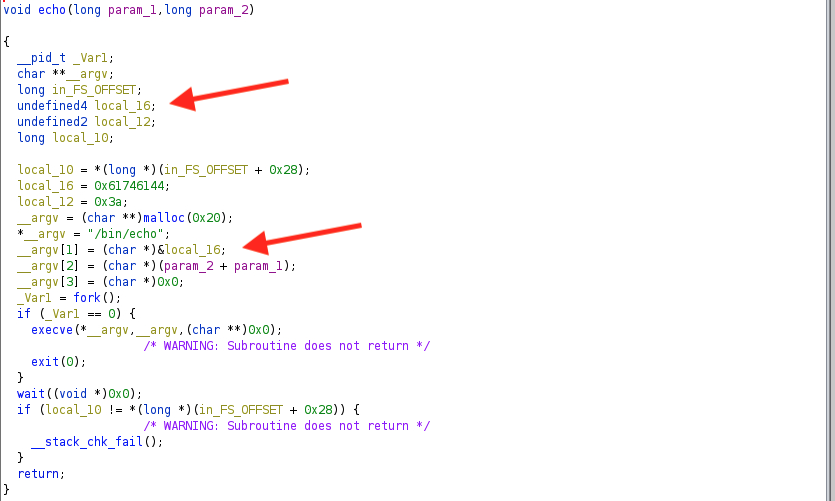 void echo(long param_1,long param_2)
{
__pid_t _Var1;
char **__argv;
long in_FS_OFFSET;
undefined4 local_16;
undefined2 local_12;
long local_10;
local_10 = *(long *)(in_FS_OFFSET + 0x28);
local_16 = 0x61746144;
local_12 = 0x3a;
__argv = (char **)malloc(0x20);
*__argv = "/bin/echo";
__argv[1] = (char *)&local_16;
__argv[2] = (char *)(param_2 + param_1);
__argv[3] = (char *)0x0;
_Var1 = fork();
if (_Var1 == 0) {
execve(*__argv,__argv,(char **)0x0);
/* WARNING: Subroutine does not return */
exit(0);
}
wait((void *)0x0);
if (local_10 != *(long *)(in_FS_OFFSET + 0x28)) {
/* WARNING: Subroutine does not return */
__stack_chk_fail();
}
return;
}